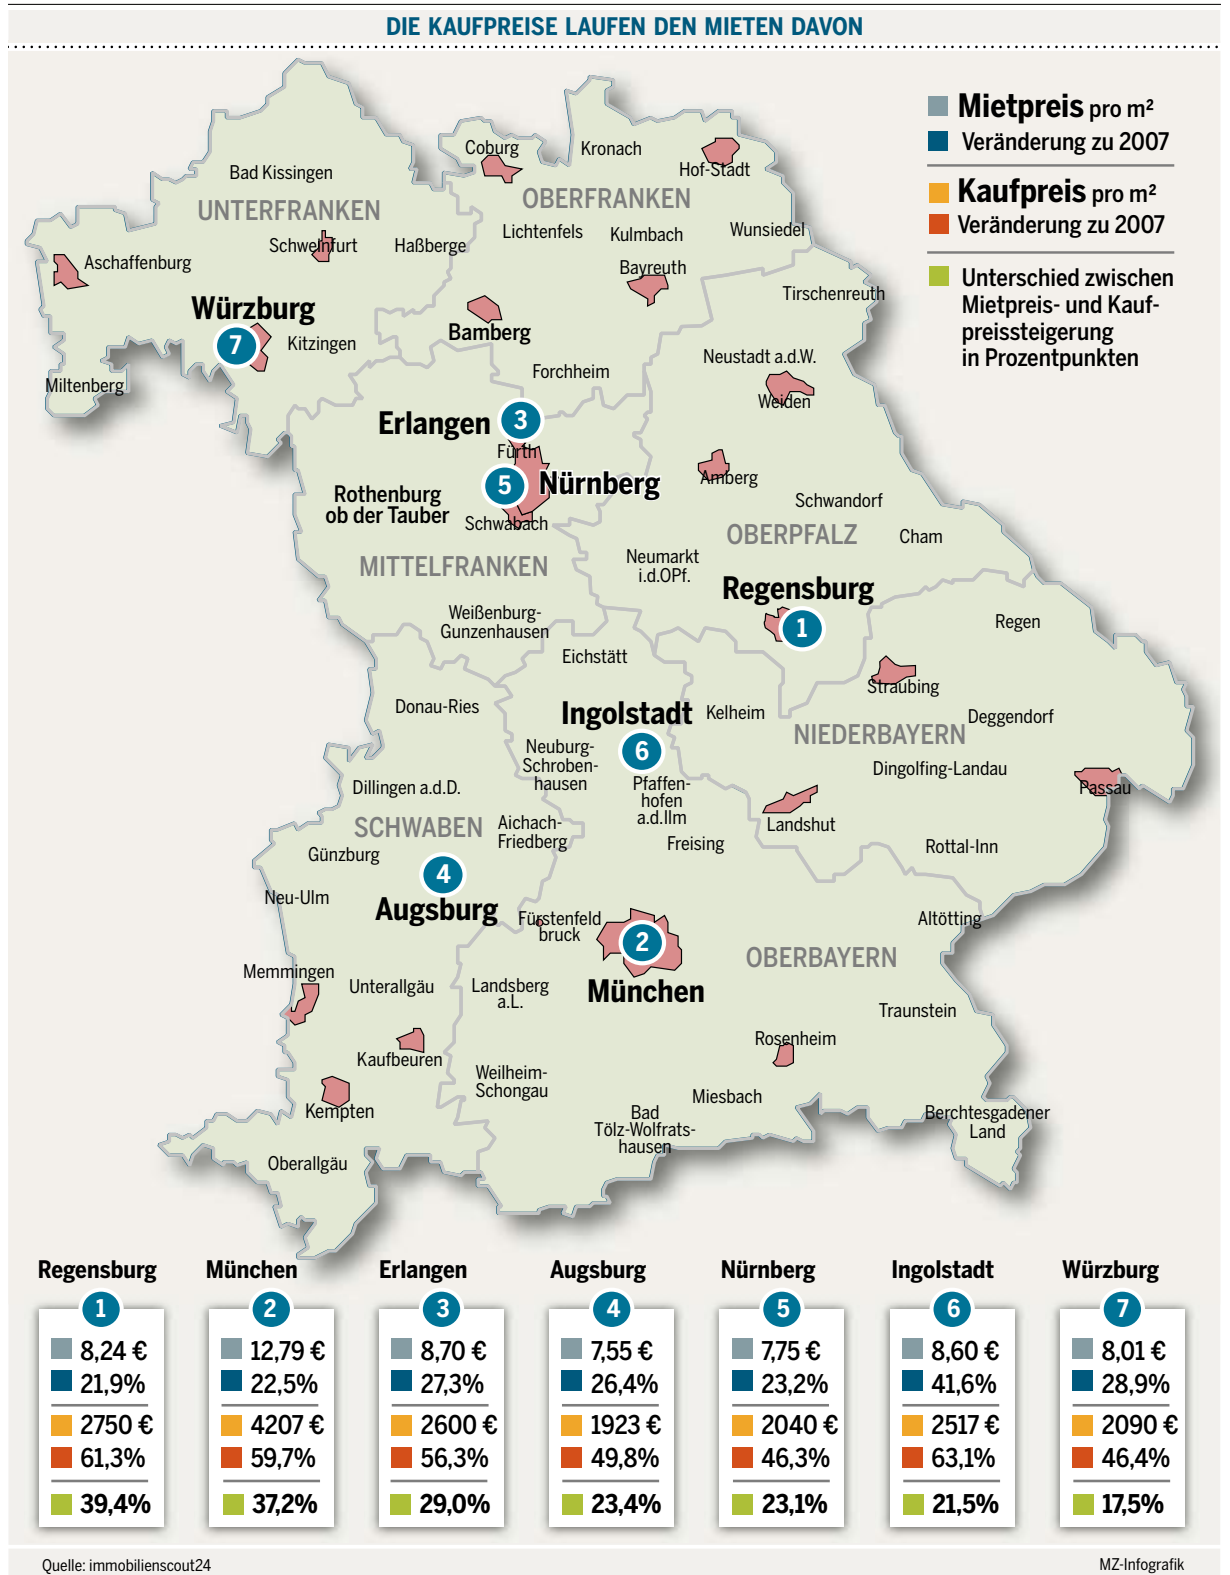 DIE KAUFPREISE LAUFEN DEN MIETEN DAVON
Mietpreis pro m²
Veränderung zu 2007
Kaufpreis pro m²
Veränderung zu 2007
Unterschied zwischen
Mietpreis- und Kauf-
preissteigerung
in Prozentpunkten
Coburg
Kronach
Hof-Stadt
Bad Kissingen
UNTERFRANKEN
OBERFRANKEN
Schweinfurt
Haßberge
Lichtenfels
Kulmbach
Wunsiedel
Aschaffenburg
Bayreuth
Tirschenreuth
Würzburg
7
Kitzingen
Bamberg
Neustadt a.d.W.
Miltenberg
Forchheim
Weiden
Erlangen
3
Fürth
5
Nürnberg
Amberg
Rothenburg
ob der Tauber
Schwabach
Schwandorf
OBERPFALZ
Cham
MITTELFRANKEN
Neumarkt
i.d.OPf.
Regensburg
1
Weißenburg-
Gunzenhausen
Regen
Eichstätt
Straubing
Donau-Ries
Ingolstadt
6
Kelheim
Deggendorf
NIEDERBAYERN
Neuburg-
Schroben-
hausen
Dingolfing-Landau
Dillingen a.d.D.
Pfaffen-
hofen
a.d.Ilm
Passau
SCHWABEN
Aichach-
Friedberg
Landshut
Günzburg
Freising
Rottal-Inn
4
Augsburg
Neu-Ulm
Fürstenfeld
bruck
2
München
Altötting
OBERBAYERN
Memmingen
Unterallgäu
Landsberg
a.L.
Traunstein
Kaufbeuren
Rosenheim
Weilheim-
Schongau
Miesbach
Kempten
Bad
Tölz-Wolfrats-
hausen
Berchtesgadener
Land
Oberallgäu
Regensburg
1
8,24 €
21,9%
2750 €
61,3%
39,4%
München
2
12,79 €
22,5%
4207 €
59,7%
37,2%
Erlangen
3
8,70 €
27,3%
2600 €
56,3%
29,0%
Augsburg
4
7,55 €
26,4%
1923 €
49,8%
23,4%
Nürnberg
5
7,75 €
23,2%
2040 €
46,3%
23,1%
Ingolstadt
6
8,60 €
41,6%
2517 €
63,1%
21,5%
Würzburg
7
8,01 €
28,9%
2090 €
46,4%
17,5%
Quelle: immobilienscout24
MZ-Infografik